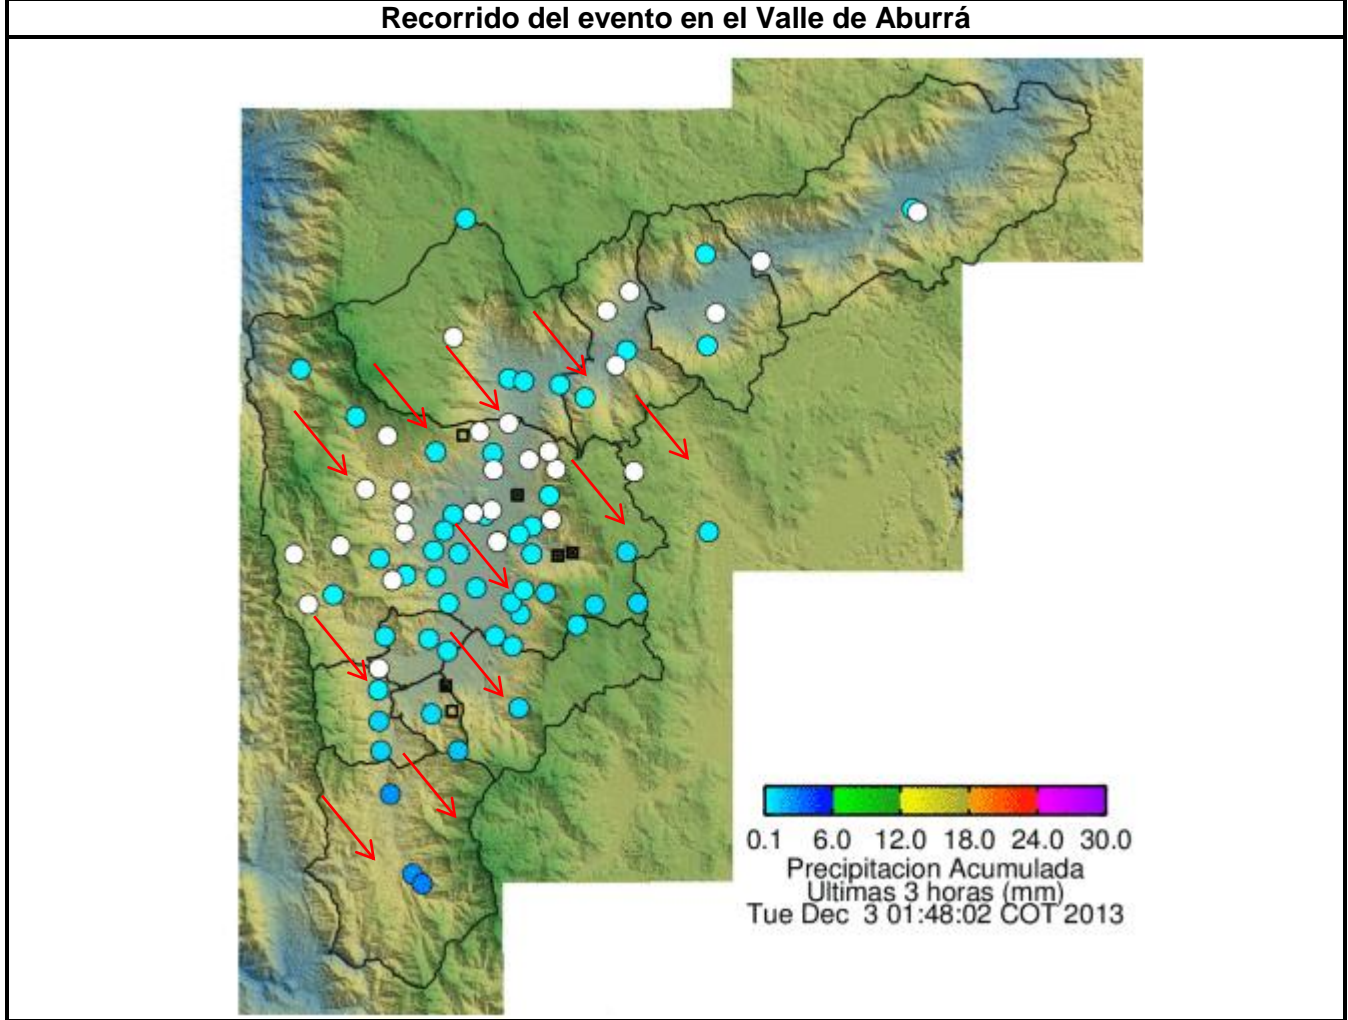 Recorrido del evento en el Valle de Aburrá
0.1 6.0 12.0 18.0 24.0 30.0
Precipitacion Acumulada
Ultimas 3 horas (mm)
Tue Dec 3 01:48:02 COT 2013